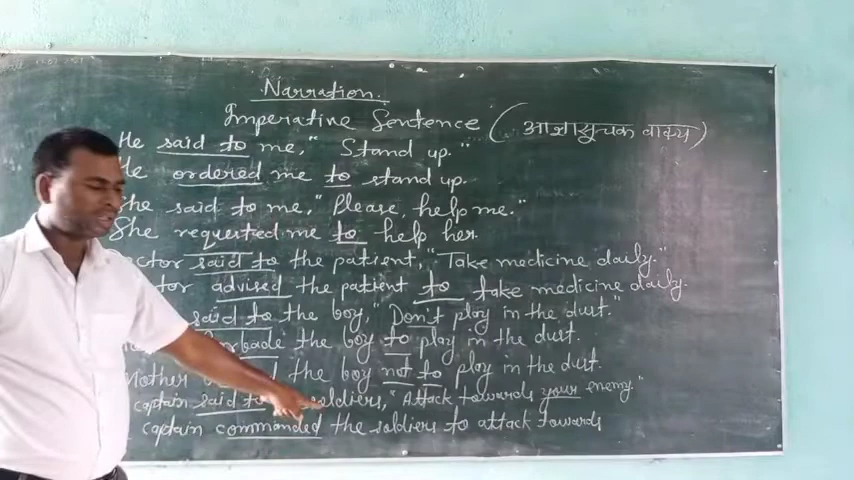 Narration
Imperative Sentence (आज्ञासूचक वाक्य)
He said to me, "Stand up."
He ordered me to stand up.
She said to me, "Please, help me."
She requested me to help her.
said to the patient, "Take medicine daily."
advised the patient to take medicine daily.
said to the boy, "Don't play in the dust."
the boy to play in the dust.
Mother the boy not to play in the dust.
captain said to soldiers, "Attack towards your enemy."
captain commanded the soldiers to attack towards